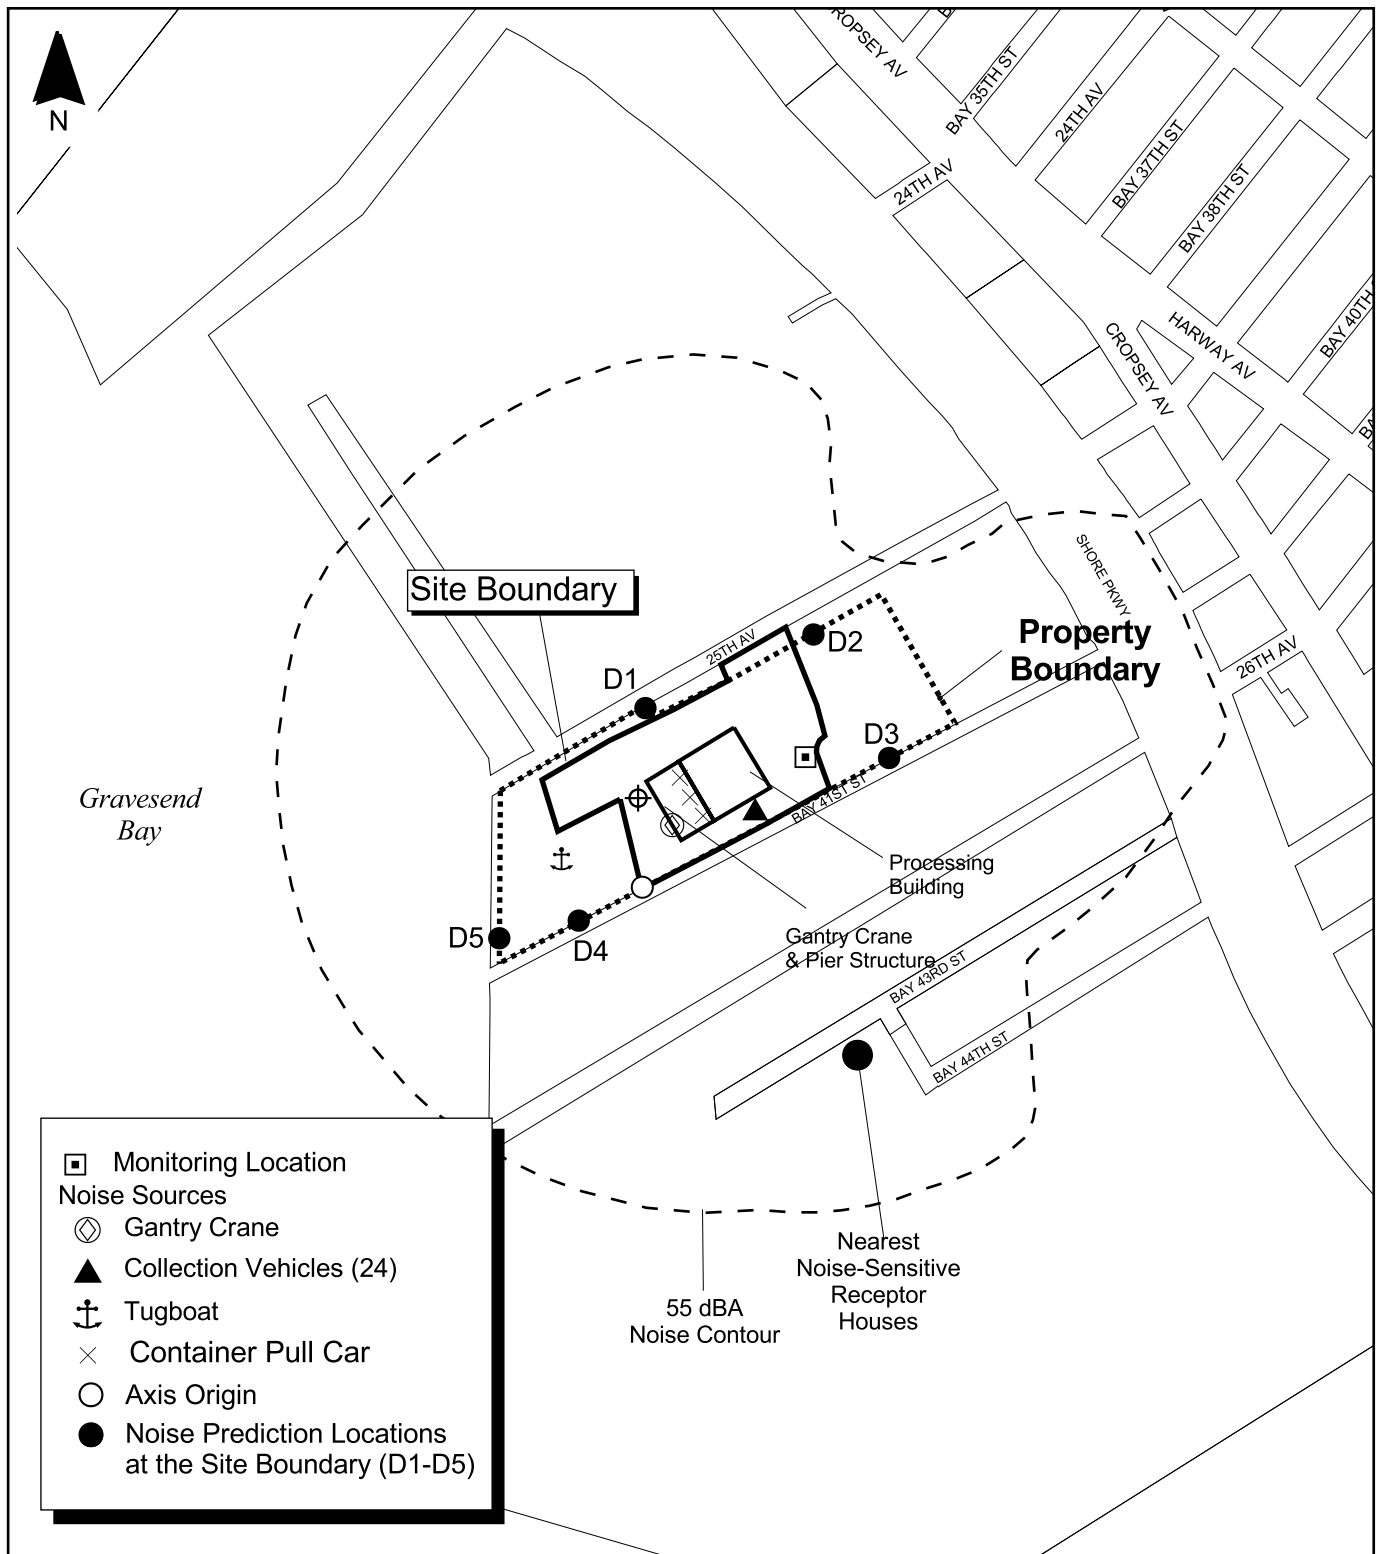 N
ROPSEY AV
BAY 35TH ST
24TH AV
BAY 37TH ST
24TH AV
BAY 38TH ST
BAY 40TH
HARWAY AV
CROPSEY AV
SHORE PKWY
26TH AV
Site Boundary
25TH AV
Property
Boundary
D1
D2
D3
D4
D5
BAY 41ST ST
Gravesend
Bay
Processing
Building
Gantry Crane
& Pier Structure
BAY 43RD ST
BAY 44TH ST
Nearest
Noise-Sensitive
Receptor
Houses
55 dBA
Noise Contour
Monitoring Location
Noise Sources
Gantry Crane
Collection Vehicles (24)
Tugboat
Container Pull Car
Axis Origin
Noise Prediction Locations
at the Site Boundary (D1-D5)